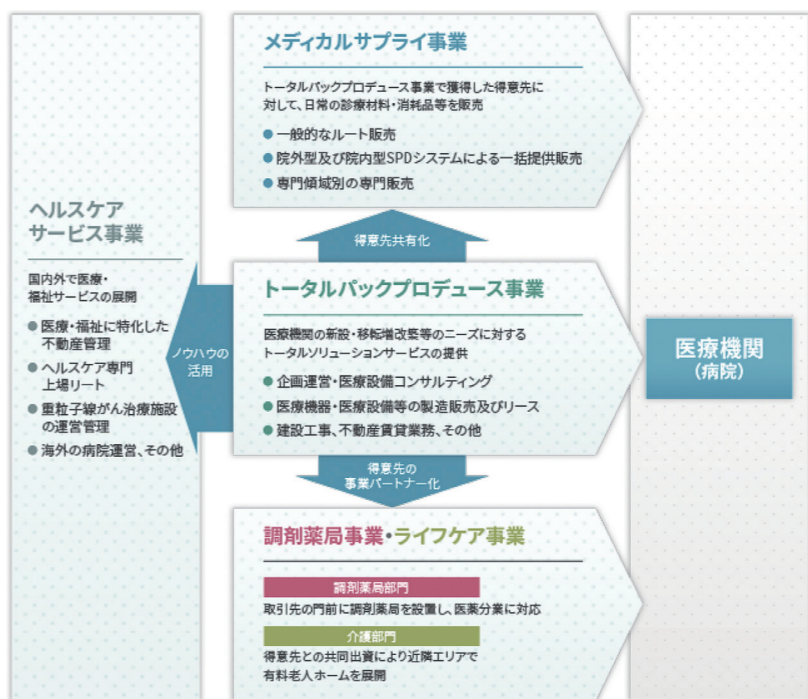 メディカルサプライ事業
トータルパックプロデュース事業で獲得した得意先に
対して、日常の診療材料・消耗品等を販売
●一般的なルート販売
●院外型及び院内型SPDシステムによる一括提供販売
●専門領域別の専門販売
得意先共有化
ヘルスケア
サービス事業
国内外で医療・
福祉サービスの展開
●医療・福祉に特化した
不動産管理
●ヘルスケア専門
上場リート
●重粒子線がん治療施設
の運営管理
●海外の病院運営、その他
ノウハウの
活用
トータルパックプロデュース事業
医療機関の新設・移転増改築等のニーズに対する
トータルソリューションサービスの提供
●企画運営・医療設備コンサルティング
●医療機器・医療設備等の製造販売及びリース
●建設工事、不動産賃貸業務、その他
医療機関
(病院)
得意先の
事業パートナー化
調剤薬局事業・ライフケア事業
調剤薬局部門
取引先の門前に調剤薬局を設置し、医薬分業に対応
介護部門
得意先との共同出資により近隣エリアで
有料老人ホームを展開